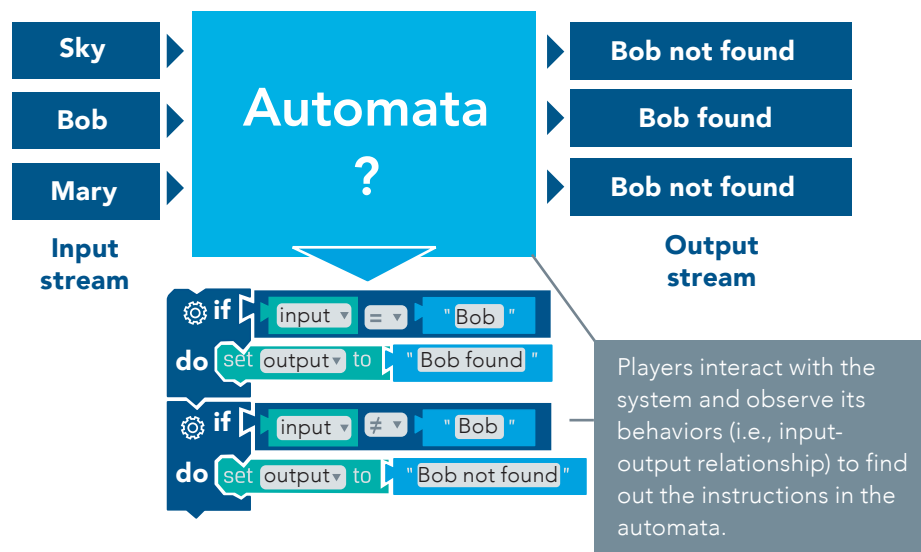 Sky
Bob
Mary
Input
stream
Automata
?
Bob not found
Bob found
Bob not found
Output
stream
if input = "Bob"
do set output to "Bob found"
if input ≠ "Bob"
do set output to "Bob not found"
Players interact with the
system and observe its
behaviors (i.e., input-
output relationship) to find
out the instructions in the
automata.